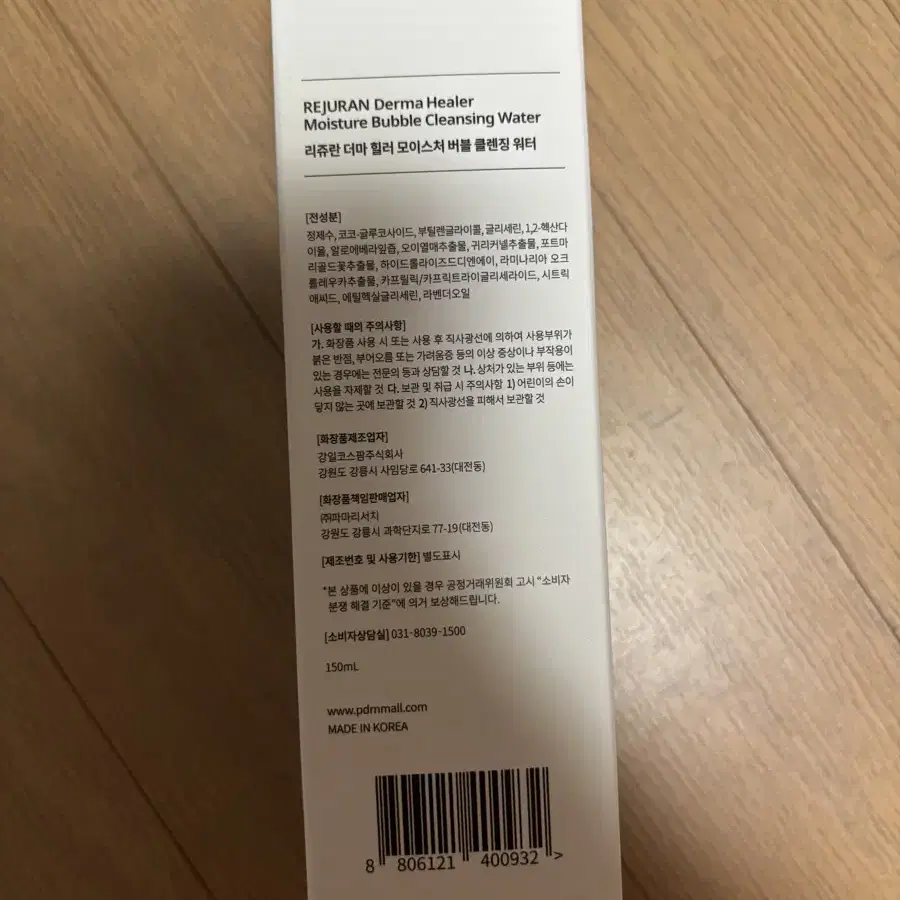 REJURAN Derma Healer
Moisture Bubble Cleansing Water
리쥬란 더마 힐러 모이스처 버블 클렌징 워터
[전성분]
정제수, 코코-글루코사이드, 부틸렌글라이콜, 글리세린, 1,2-헥산다
이올, 알로에베라잎즙, 오이열매추출물, 귀리커넬추출물, 포트마
리골드꽃추출물, 하이드롤라이즈드디엔에이, 라미나리아 오크
롤레우카추출물, 카프릴릭/카프릭트라이글리세라이드, 시트릭
애씨드, 에틸헥실글리세린, 라벤더오일
[사용할 때의 주의사항]
가. 화장품 사용 시 또는 사용 후 직사광선에 의하여 사용부위가
붉은 반점, 부어오름 또는 가려움증 등의 이상 증상이나 부작용이
있는 경우에는 전문의 등과 상담할 것 나. 상처가 있는 부위 등에는
사용을 자제할 것 다. 보관 및 취급 시 주의사항 1) 어린이의 손이
닿지 않는 곳에 보관할 것 2) 직사광선을 피해서 보관할 것
[화장품제조업자]
강일코스팜주식회사
강원도 강릉시 사임당로 641-33(대전동)
[화장품책임판매업자]
㈜파마리서치
강원도 강릉시 과학단지로 77-19(대전동)
[제조번호 및 사용기한] 별도표시
*본 상품에 이상이 있을 경우 공정거래위원회 고시 "소비자
분쟁 해결 기준"에 의거 보상해드립니다.
[소비자상담실] 031-8039-1500
150mL
www.pdrnmall.com
MADE IN KOREA
8 806121 400932 >